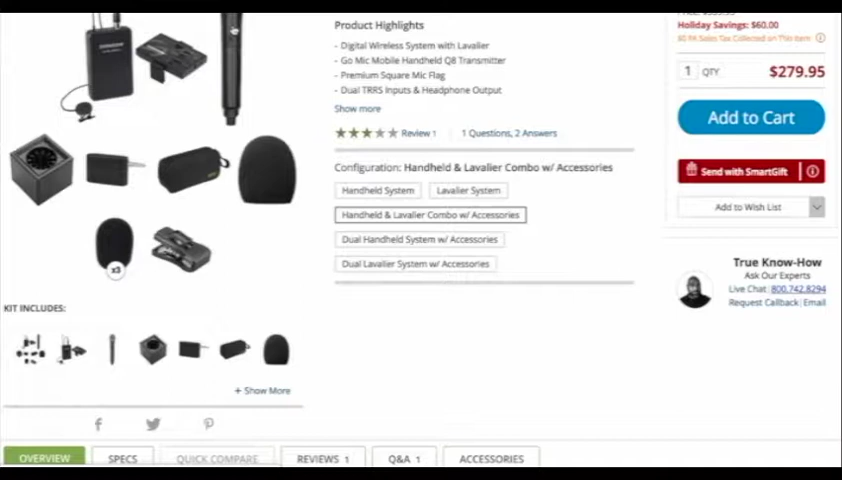 Product Highlights
- Digital Wireless System with Lavalier
- Go Mic Mobile Handheld Q8 Transmitter
- Premium Square Mic Flag
- Dual TRRS Inputs & Headphone Output
Show more
Review 1
1 Questions, 2 Answers
Configuration: Handheld & Lavalier Combo w/ Accessories
Handheld System
Lavalier System
Handheld & Lavalier Combo w/ Accessories
Dual Handheld System w/ Accessories
Dual Lavalier System w/ Accessories
Holiday Savings: $60.00
PA Sales Tax Collected on This Item
1 QTY
$279.95
Add to Cart
Send with SmartGift
Add to Wish List
True Know-How
Ask Our Experts
Live Chat | 800.742.8294
Request Callback | Email
x3
KIT INCLUDES:
+ Show More
OVERVIEW
SPECS
QUICK COMPARE
REVIEWS 1
Q&A 1
ACCESSORIES